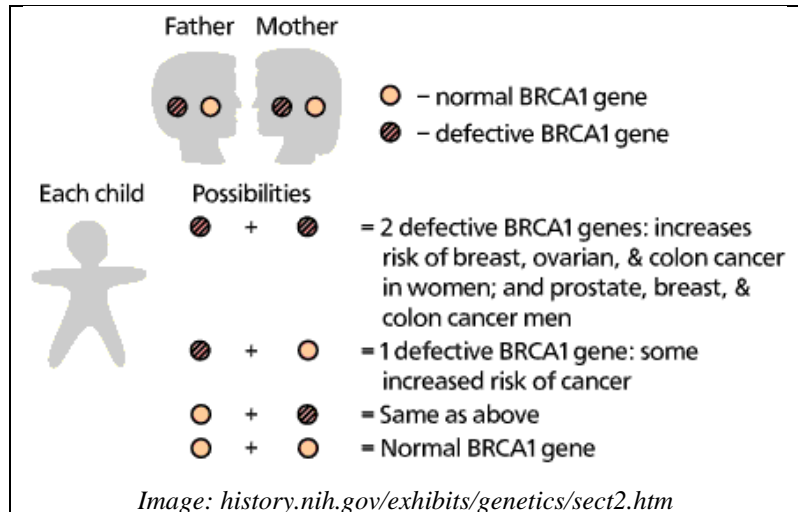 Father Mother
– normal BRCA1 gene
– defective BRCA1 gene
Each child Possibilities
+ = 2 defective BRCA1 genes: increases
risk of breast, ovarian, & colon cancer
in women; and prostate, breast, &
colon cancer men
+ = 1 defective BRCA1 gene: some
increased risk of cancer
+ = Same as above
+ = Normal BRCA1 gene
Image: history.nih.gov/exhibits/genetics/sect2.htm